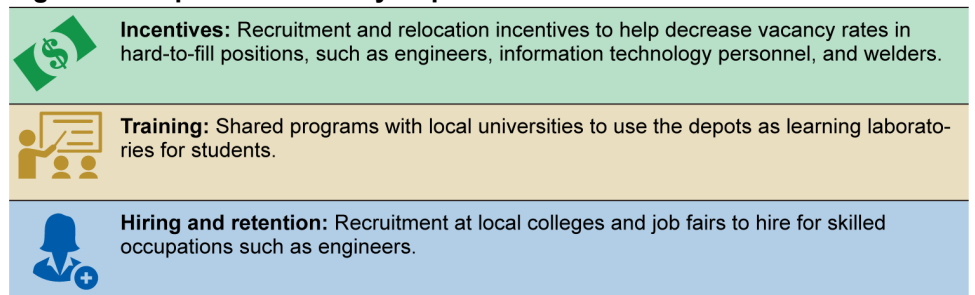 Incentives: Recruitment and relocation incentives to help decrease vacancy rates in
hard-to-fill positions, such as engineers, information technology personnel, and welders.
Training: Shared programs with local universities to use the depots as learning laborato-
ries for students.
Hiring and retention: Recruitment at local colleges and job fairs to hire for skilled
occupations such as engineers.